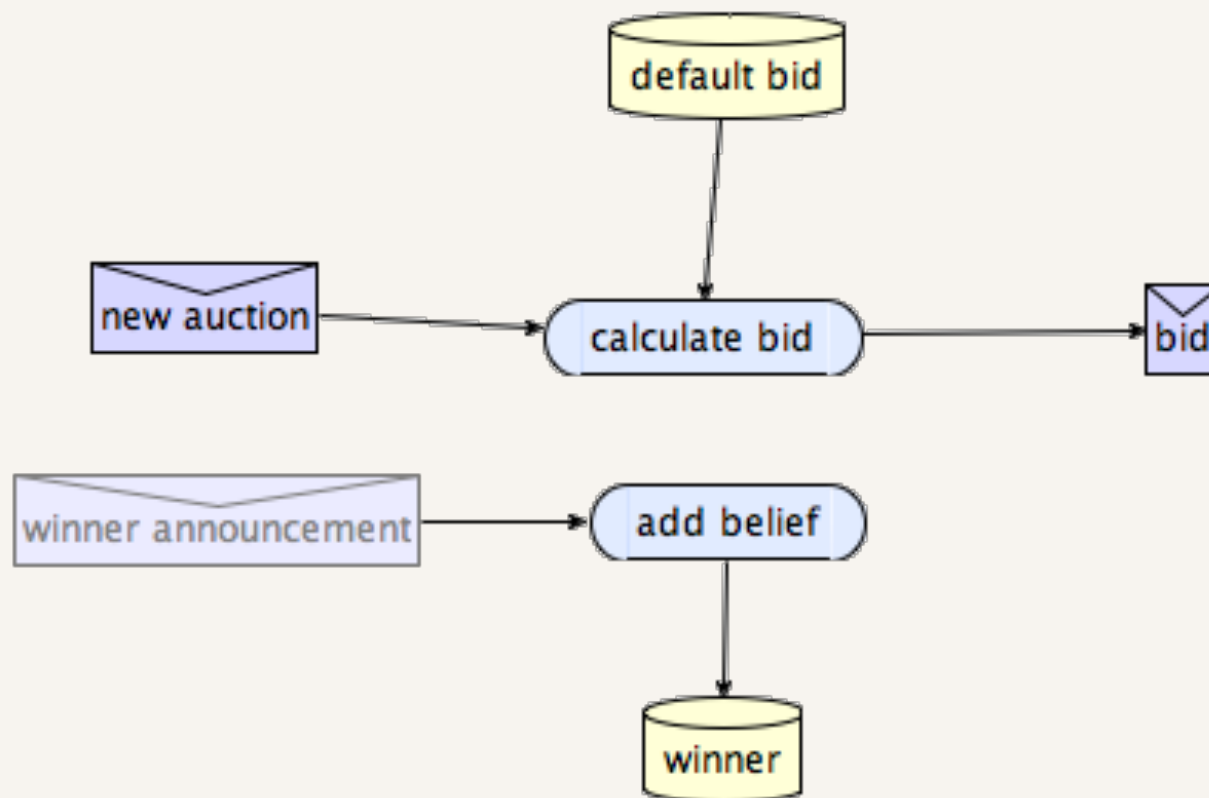 default bid
new auction
calculate bid
bid
winner announcement
add belief
winner